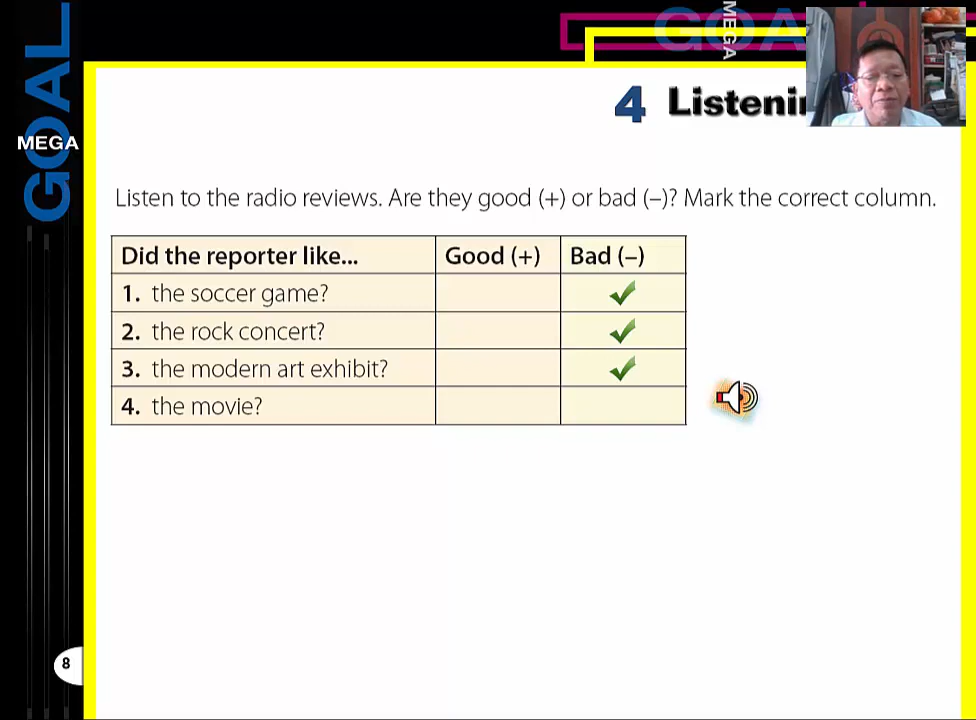 GOAL
MEGA
GOA
MEGA
4 Listenin
Listen to the radio reviews. Are they good (+) or bad (–)? Mark the correct column.
Did the reporter like... Good (+) Bad (–)
1. the soccer game? ✓
2. the rock concert? ✓
3. the modern art exhibit? ✓
4. the movie?
8